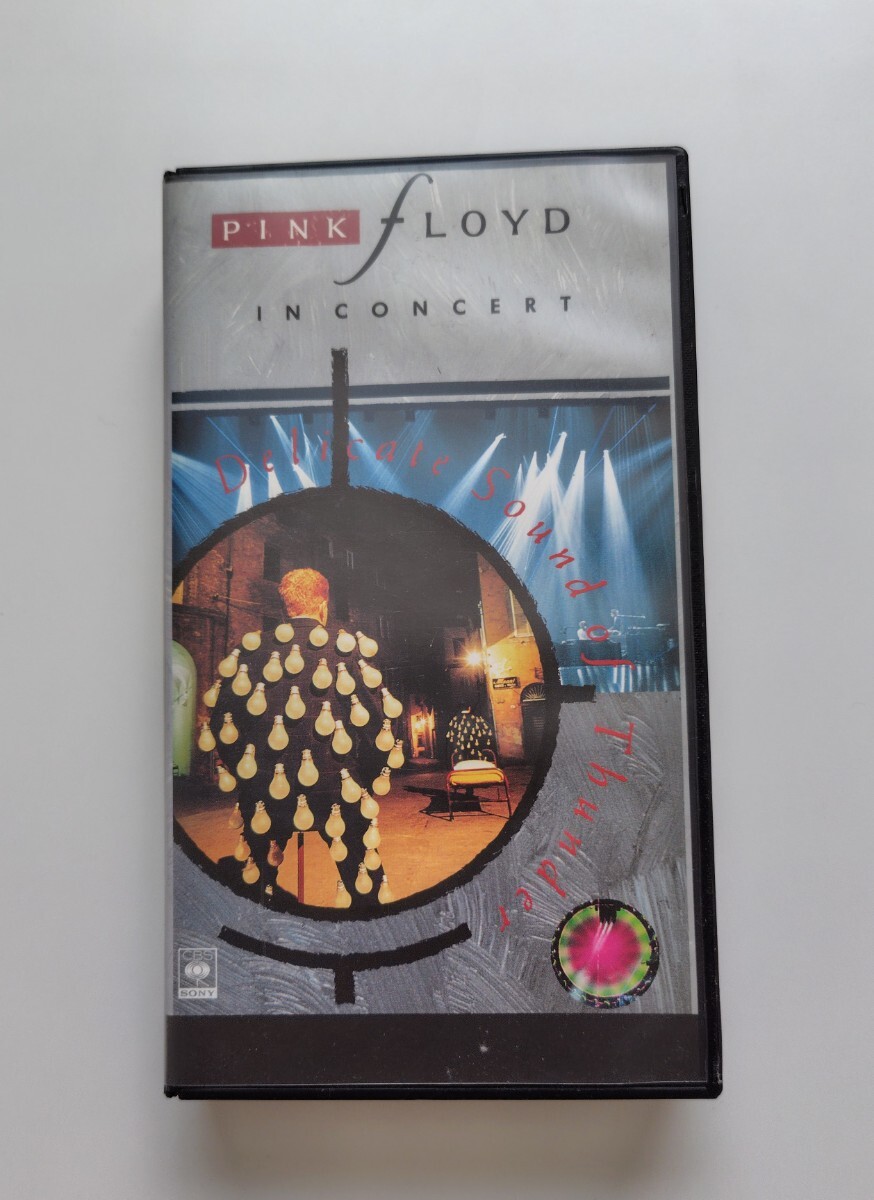 PINK fLOYD
IN CONCERT
Delicate Sound of Thunder
CBS
SONY